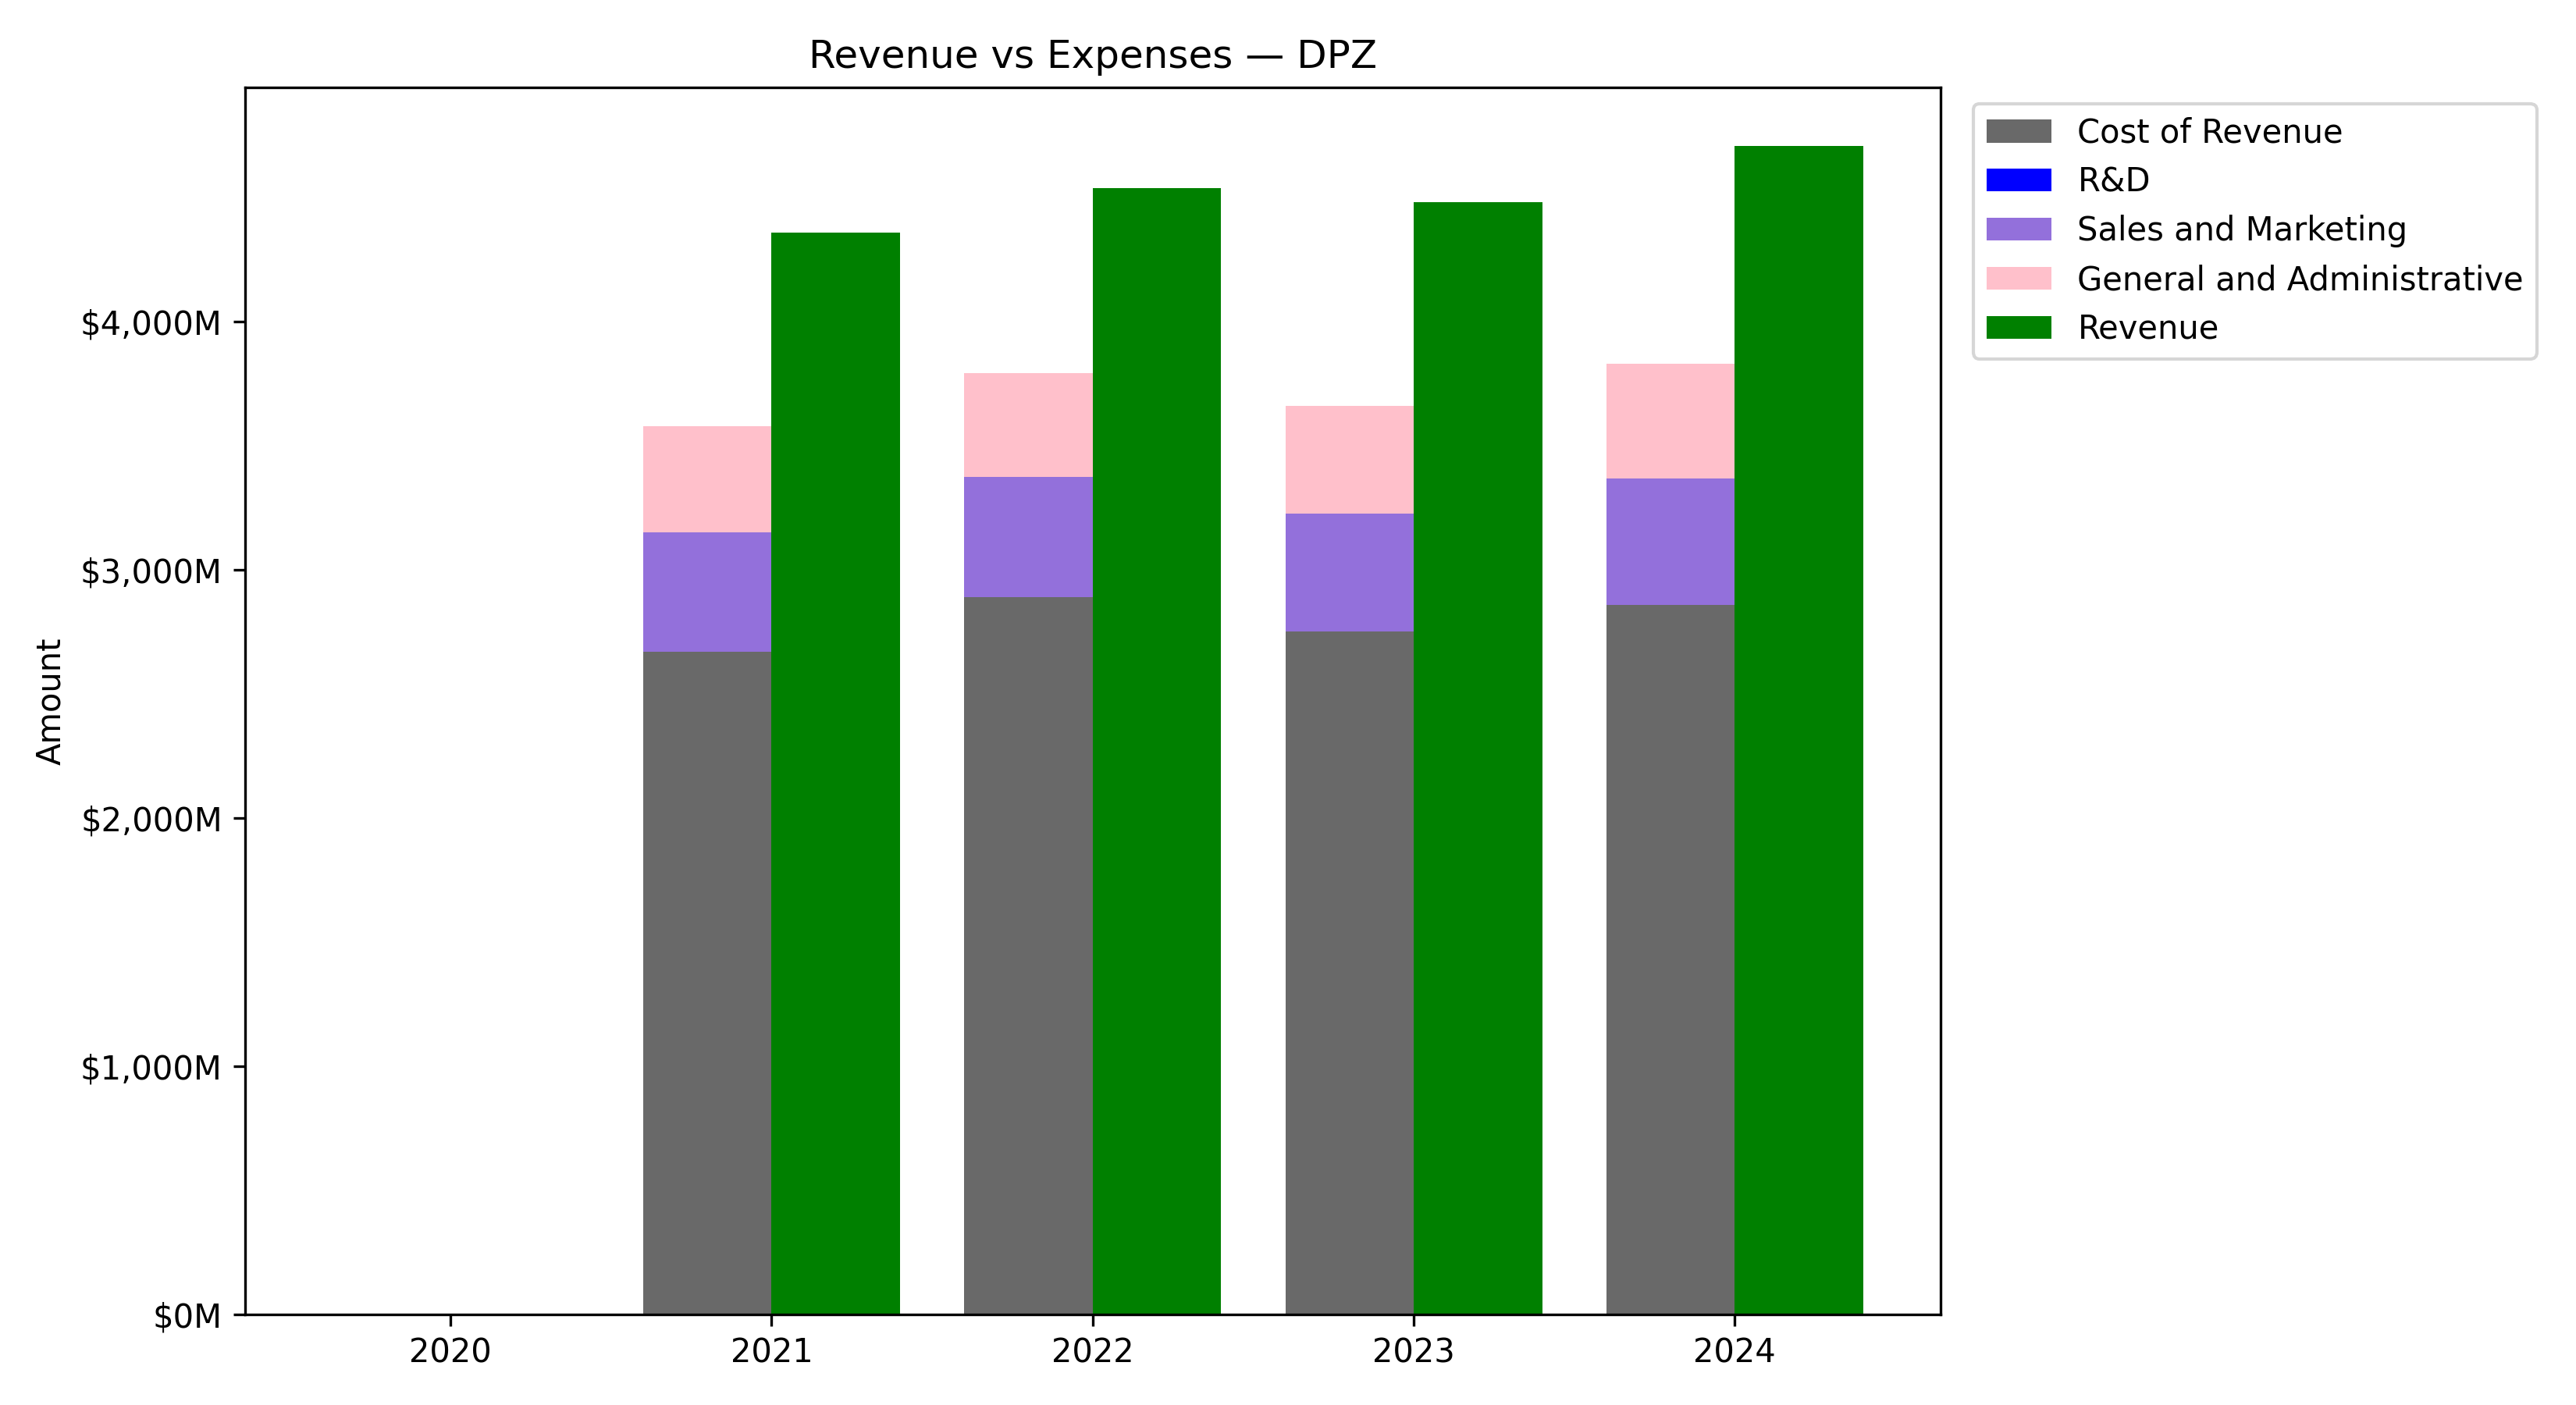 Revenue vs Expenses — DPZ
Cost of Revenue
R&D
Sales and Marketing
General and Administrative
Revenue
Amount
$4,000M
$3,000M
$2,000M
$1,000M
$0M
2020
2021
2022
2023
2024